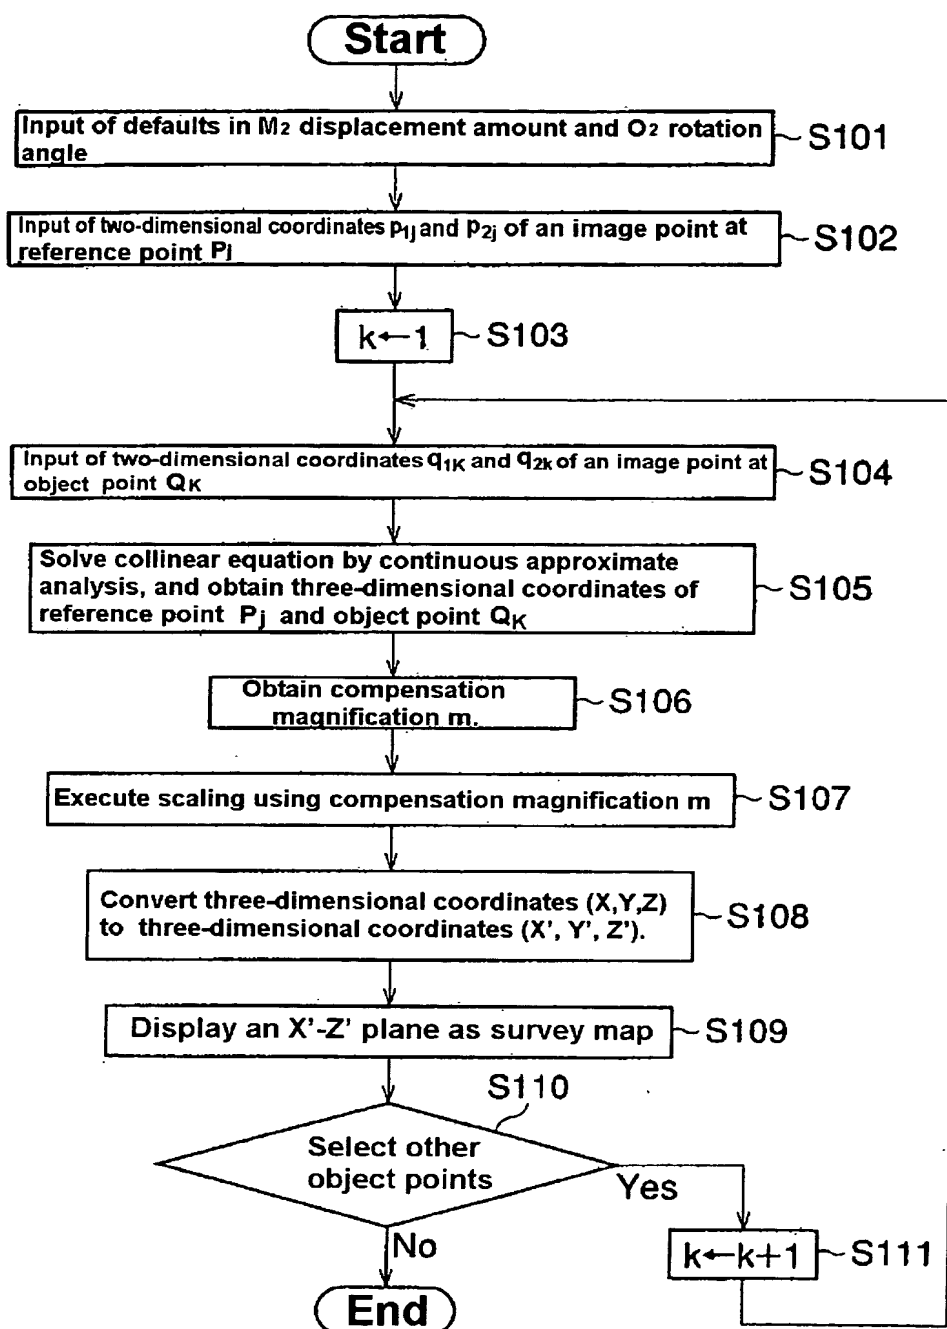 Start
Input of defaults in M2 displacement amount and O2 rotation
angle
S101
Input of two-dimensional coordinates p1j and p2j of an image point at
reference point Pj
S102
k←1
S103
Input of two-dimensional coordinates q1K and q2k of an image point at
object point QK
S104
Solve collinear equation by continuous approximate
analysis, and obtain three-dimensional coordinates of
reference point Pj and object point QK
S105
Obtain compensation
magnification m.
S106
Execute scaling using compensation magnification m
S107
Convert three-dimensional coordinates (X,Y,Z)
to three-dimensional coordinates (X', Y', Z').
S108
Display an X'-Z' plane as survey map
S109
S110
Select other
object points
Yes
No
k←k+1
S111
End